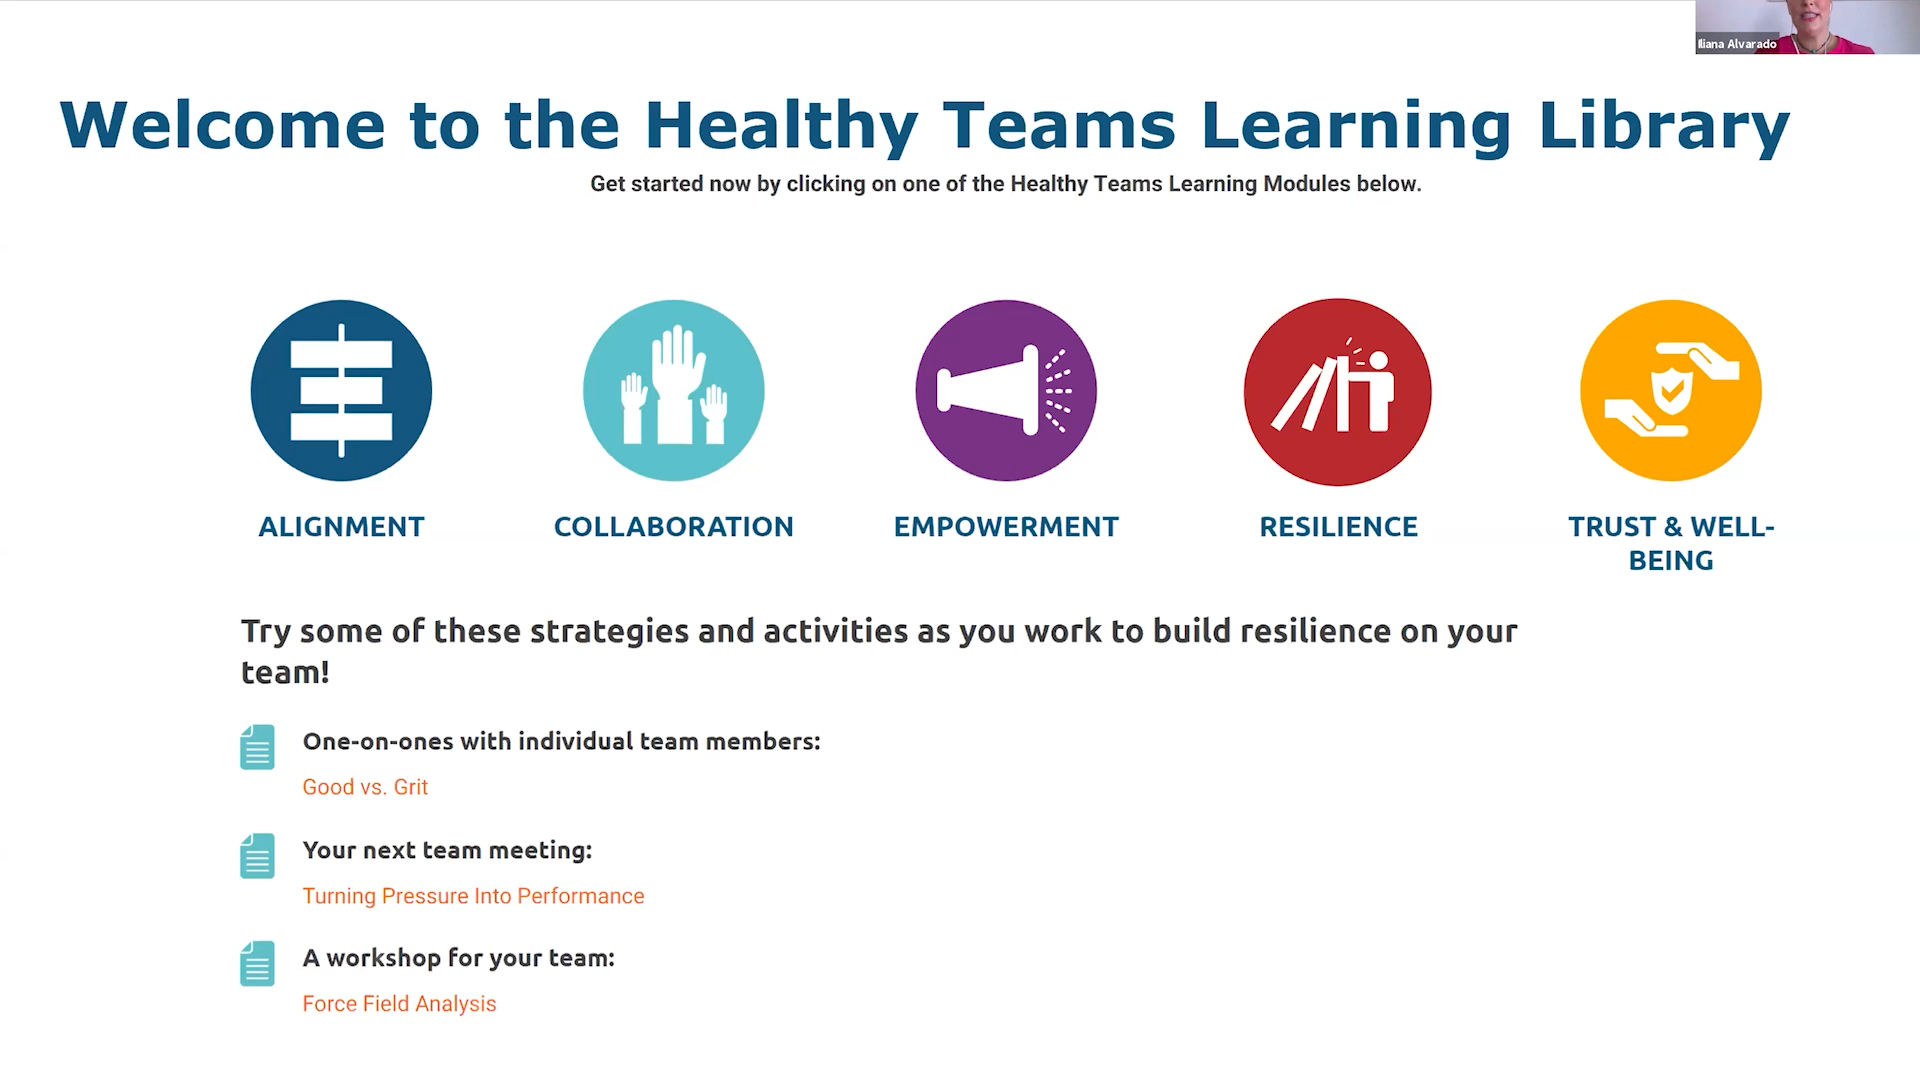 Iliana Alvarado
Welcome to the Healthy Teams Learning Library
Get started now by clicking on one of the Healthy Teams Learning Modules below.
ALIGNMENT
COLLABORATION
EMPOWERMENT
RESILIENCE
TRUST & WELL-
BEING
Try some of these strategies and activities as you work to build resilience on your
team!
One-on-ones with individual team members:
Good vs. Grit
Your next team meeting:
Turning Pressure Into Performance
A workshop for your team:
Force Field Analysis